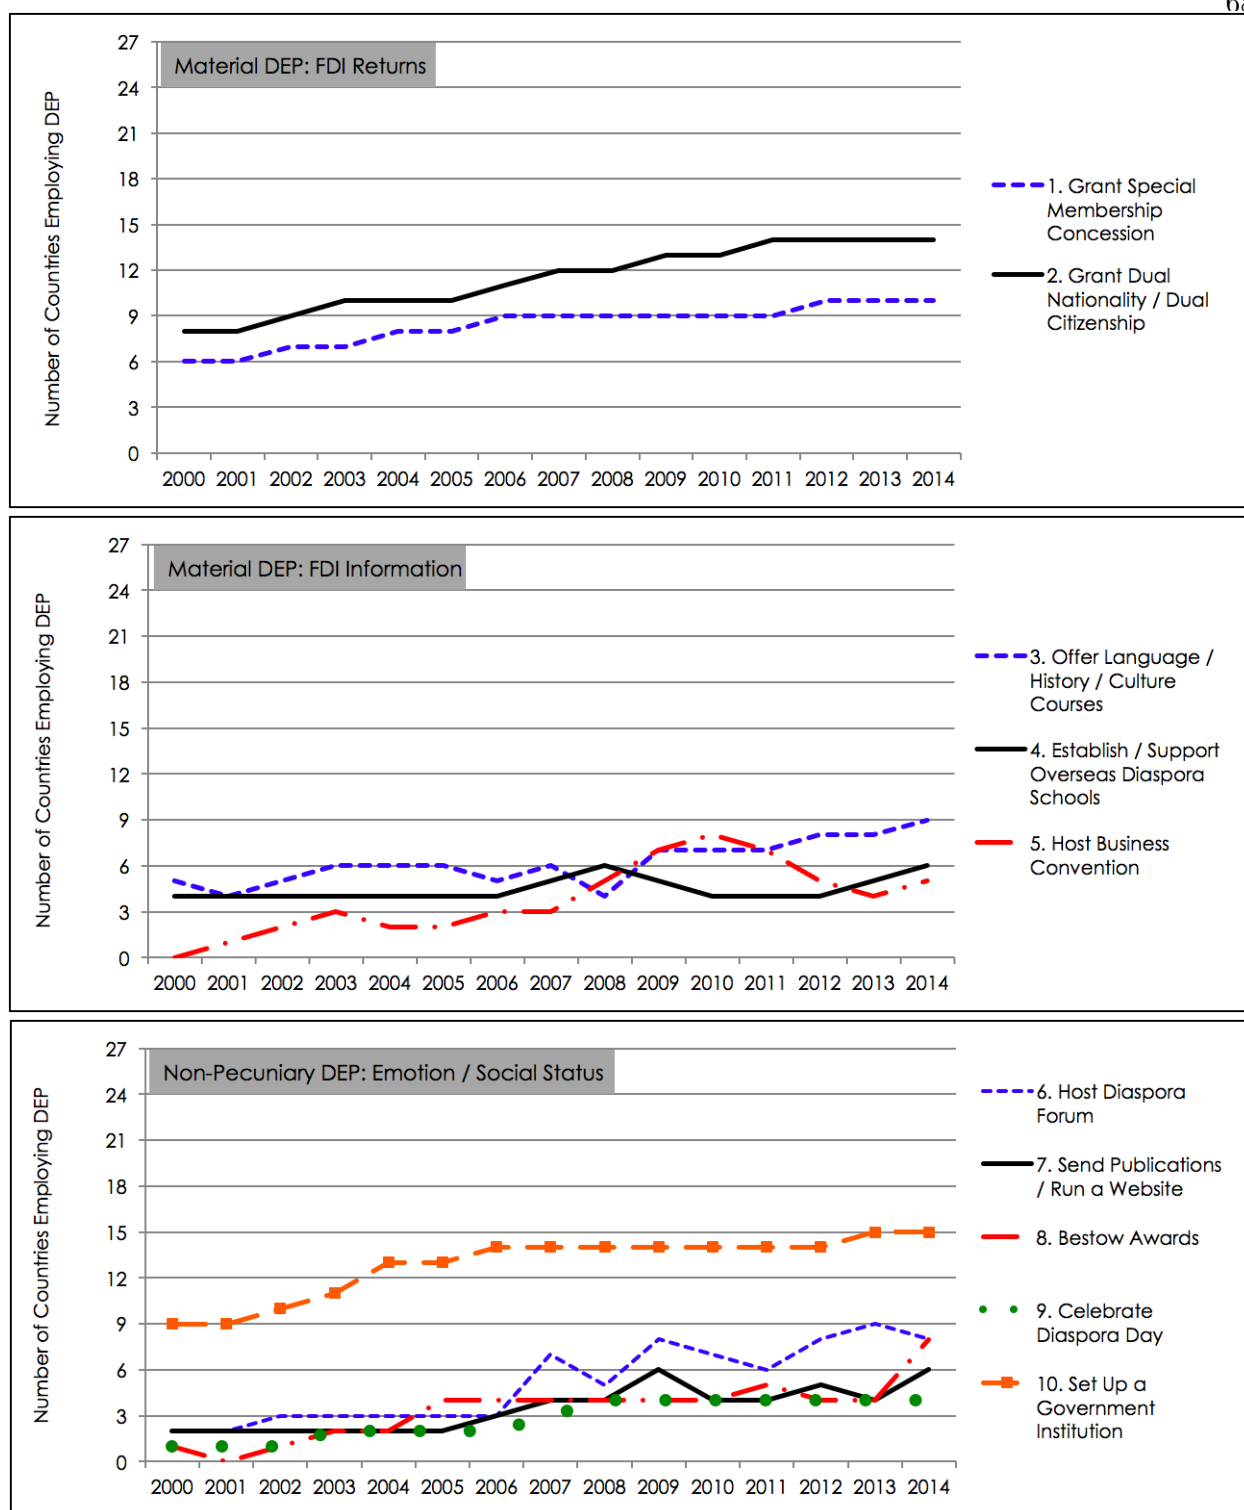 Material DEP: FDI Returns
Number of Countries Employing DEP
27
24
21
18
15
12
9
6
3
0
2000 2001 2002 2003 2004 2005 2006 2007 2008 2009 2010 2011 2012 2013 2014
1. Grant Special
Membership
Concession
2. Grant Dual
Nationality / Dual
Citizenship
Material DEP: FDI Information
Number of Countries Employing DEP
27
24
21
18
15
12
9
6
3
0
2000 2001 2002 2003 2004 2005 2006 2007 2008 2009 2010 2011 2012 2013 2014
3. Offer Language /
History / Culture
Courses
4. Establish / Support
Overseas Diaspora
Schools
5. Host Business
Convention
Non-Pecuniary DEP: Emotion / Social Status
Number of Countries Employing DEP
27
24
21
18
15
12
9
6
3
0
2000 2001 2002 2003 2004 2005 2006 2007 2008 2009 2010 2011 2012 2013 2014
6. Host Diaspora
Forum
7. Send Publications
/ Run a Website
8. Bestow Awards
9. Celebrate
Diaspora Day
10. Set Up a
Government
Institution